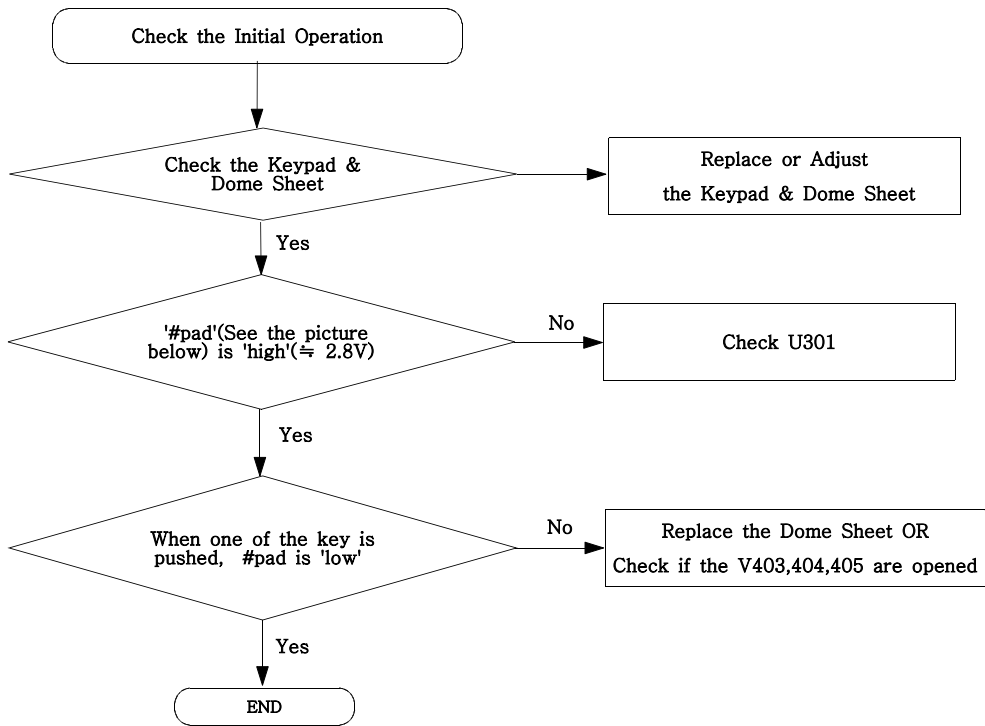 Check the Initial Operation
Check the Keypad &
Dome Sheet
Replace or Adjust
the Keypad & Dome Sheet
Yes
'#pad'(See the picture
below) is 'high'(≒ 2.8V)
No
Check U301
Yes
When one of the key is
pushed, #pad is 'low'
No
Replace the Dome Sheet OR
Check if the V403,404,405 are opened
Yes
END